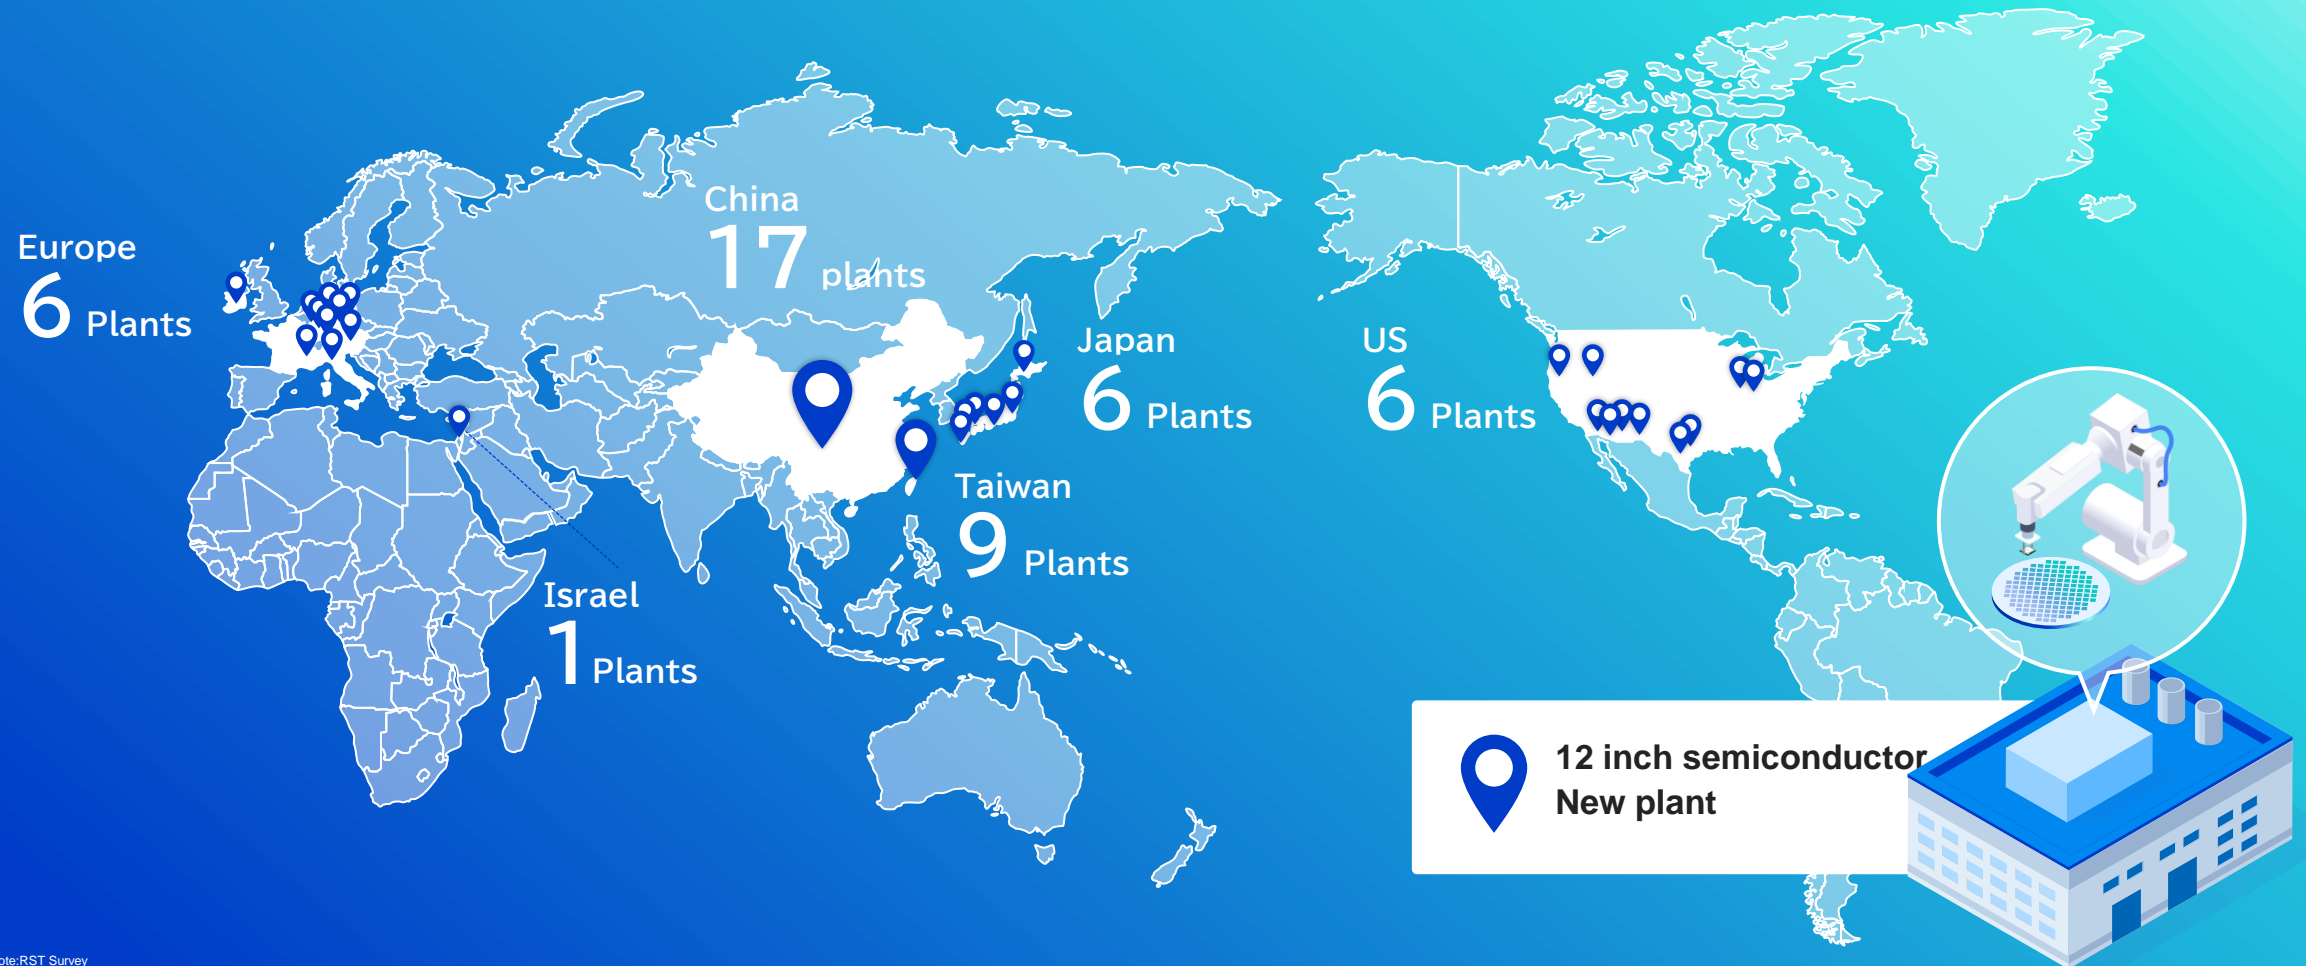 China
17 plants
Europe
6 Plants
Japan
6 Plants
US
6 Plants
Taiwan
9 Plants
Israel
1 Plants
12 inch semiconductor
New plant
ote:RST Survey